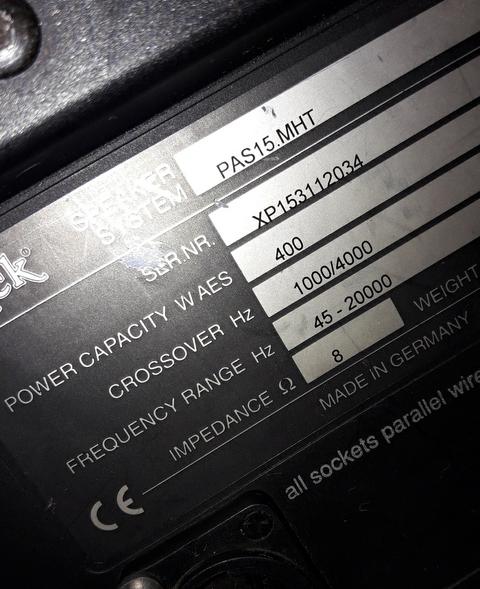 ek®
SPEAKER SYSTEM PAS15.MHT
SER.NR. XP153112034
POWER CAPACITY W AES 400
CROSSOVER Hz 1000/4000
FREQUENCY RANGE Hz 45 - 20000
IMPEDANCE Ω 8 WEIGHT
MADE IN GERMANY
CE
all sockets parallel wire